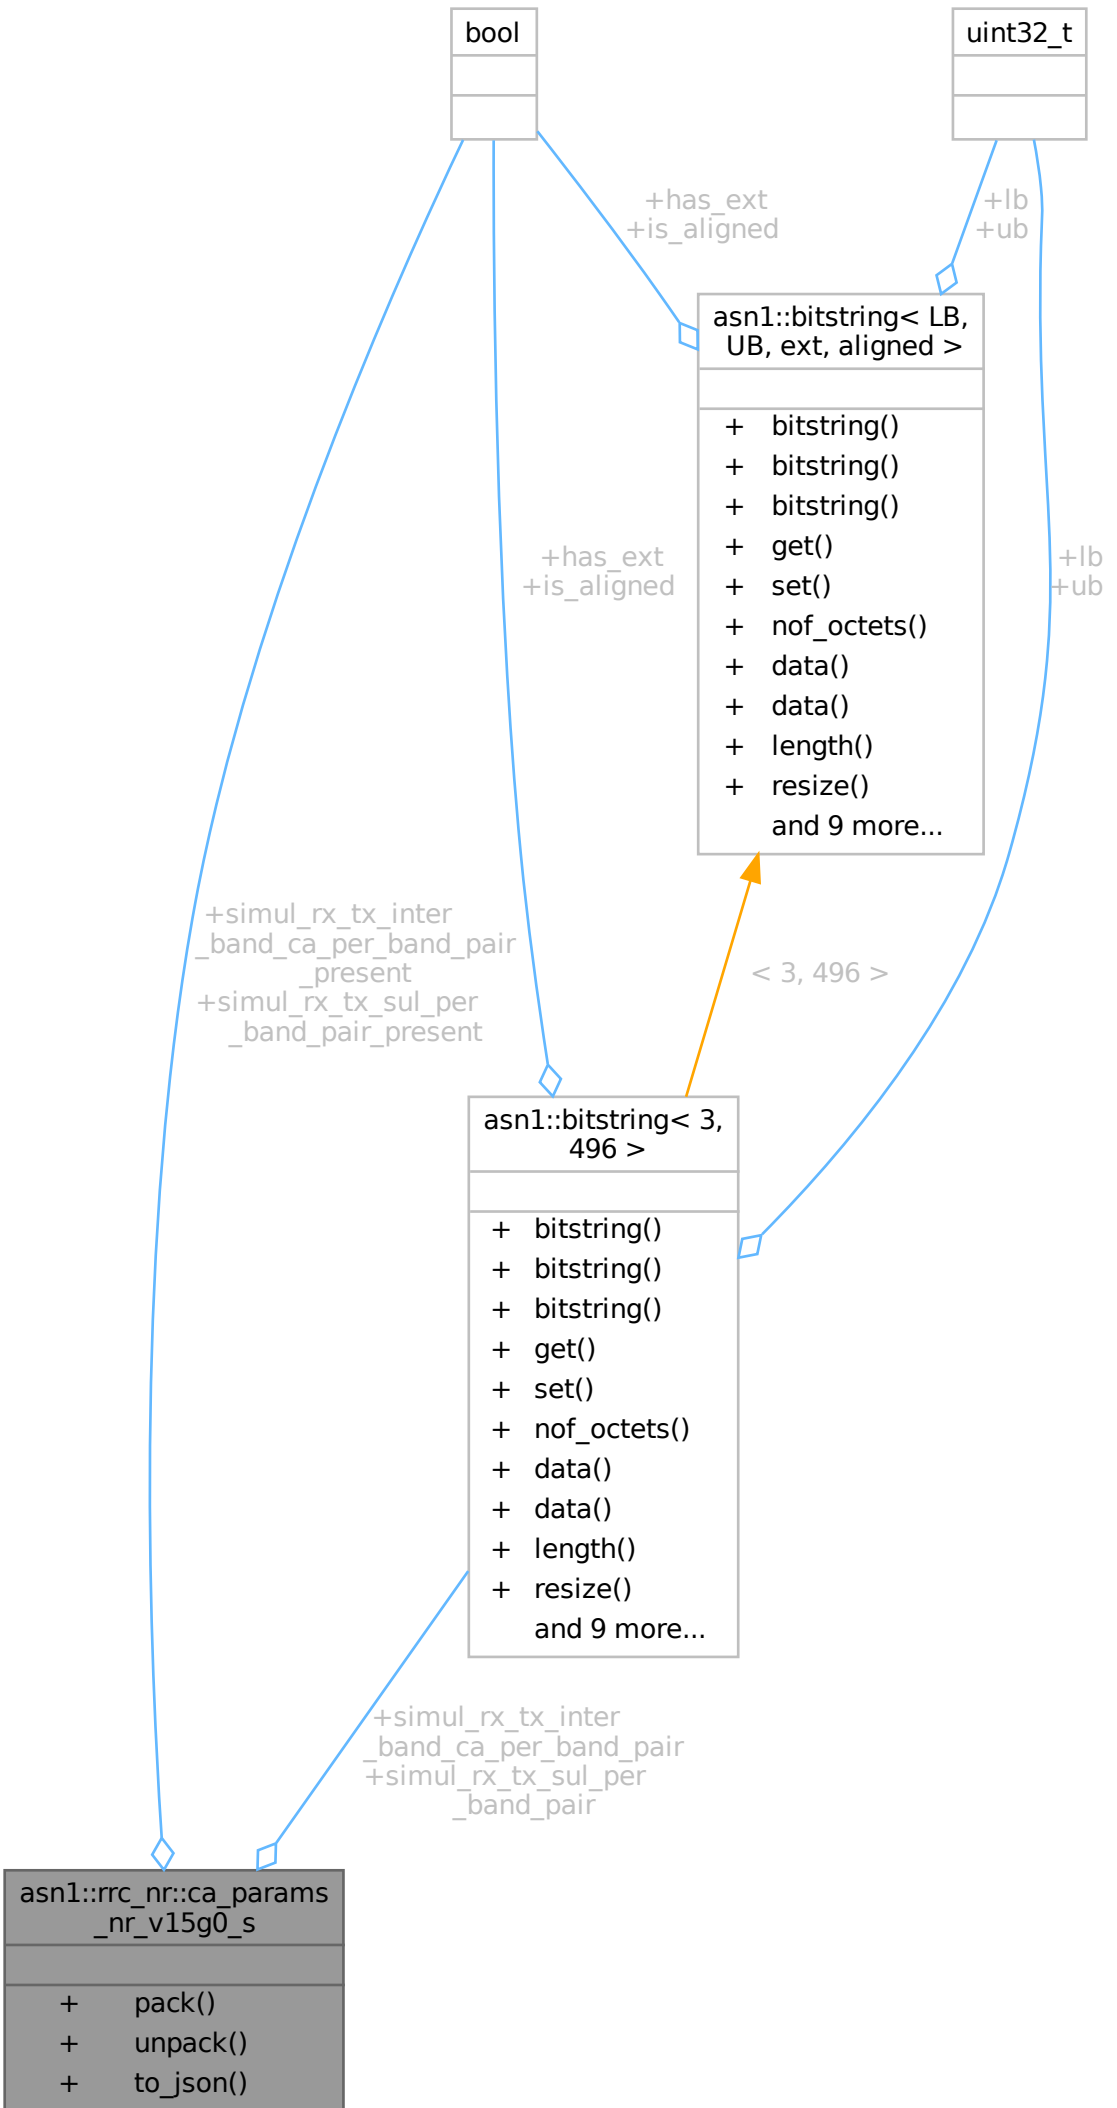 bool
uint32_t
+has_ext
+is_aligned
+lb
+ub
asn1::bitstring< LB,
UB, ext, aligned >
+ bitstring()
+ bitstring()
+ bitstring()
+ get()
+ set()
+ nof_octets()
+ data()
+ data()
+ length()
+ resize()
and 9 more...
+has_ext
+is_aligned
+lb
+ub
+simul_rx_tx_inter
_band_ca_per_band_pair
_present
+simul_rx_tx_sul_per
_band_pair_present
< 3, 496 >
asn1::bitstring< 3,
496 >
+ bitstring()
+ bitstring()
+ bitstring()
+ get()
+ set()
+ nof_octets()
+ data()
+ data()
+ length()
+ resize()
and 9 more...
+simul_rx_tx_inter
_band_ca_per_band_pair
+simul_rx_tx_sul_per
_band_pair
asn1::rrc_nr::ca_params
_nr_v15g0_s
+ pack()
+ unpack()
+ to_json()